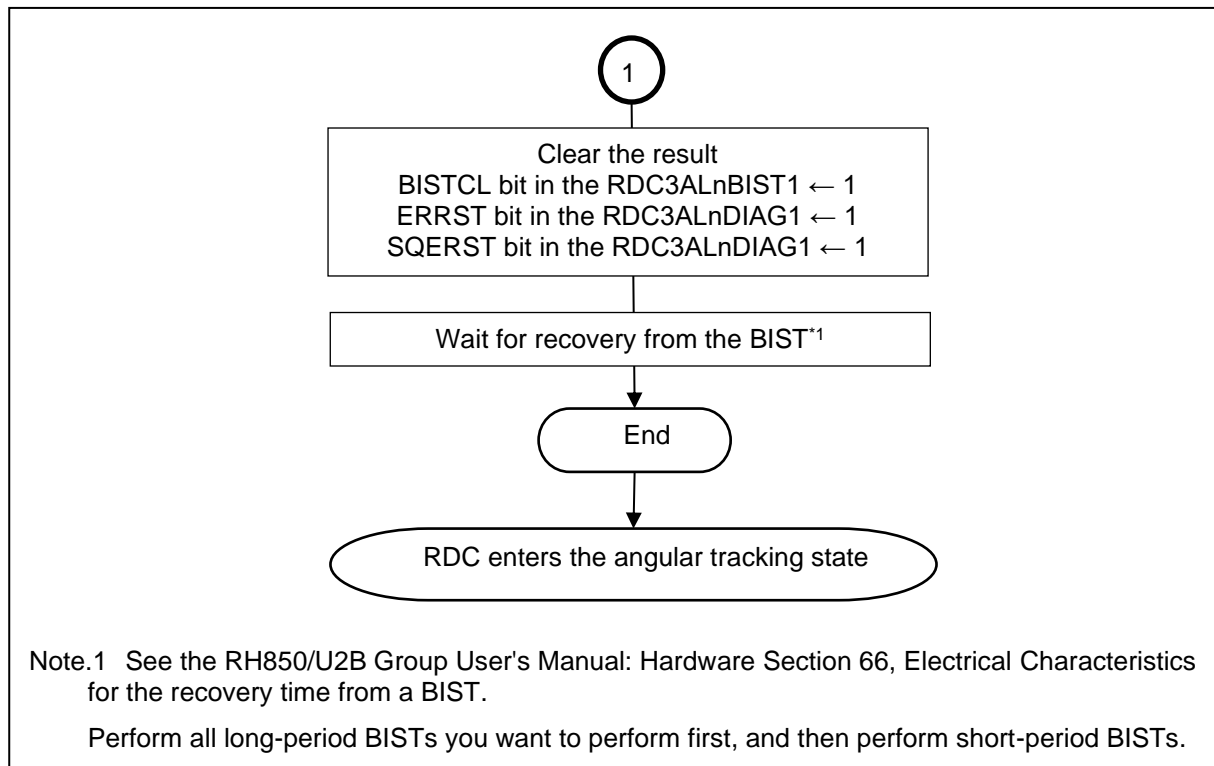 1
Clear the result
BISTCL bit in the RDC3ALnBIST1 ← 1
ERRST bit in the RDC3ALnDIAG1 ← 1
SQERST bit in the RDC3ALnDIAG1 ← 1
Wait for recovery from the BIST*1
End
RDC enters the angular tracking state
Note.1 See the RH850/U2B Group User's Manual: Hardware Section 66, Electrical Characteristics
for the recovery time from a BIST.
Perform all long-period BISTs you want to perform first, and then perform short-period BISTs.